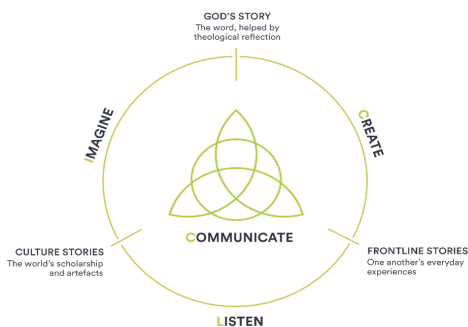 GOD'S STORY
The word, helped by
theological reflection
IMAGINE
CREATE
COMMUNICATE
CULTURE STORIES
The world's scholarship
and artefacts
FRONTLINE STORIES
One another's everyday
experiences
LISTEN